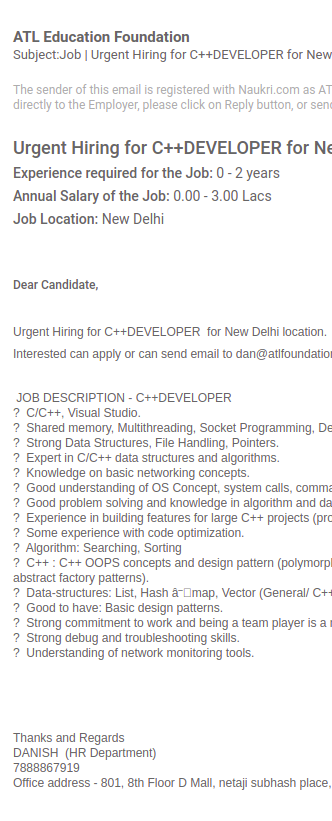 ATL Education Foundation
Subject:Job | Urgent Hiring for C++DEVELOPER for New
The sender of this email is registered with Naukri.com as AT
directly to the Employer, please click on Reply button, or send
Urgent Hiring for C++DEVELOPER for Ne
Experience required for the Job: 0 - 2 years
Annual Salary of the Job: 0.00 - 3.00 Lacs
Job Location: New Delhi
Dear Candidate,
Urgent Hiring for C++DEVELOPER  for New Delhi location.
Interested can apply or can send email to dan@atlfoundation
JOB DESCRIPTION - C++DEVELOPER
?  C/C++, Visual Studio.
?  Shared memory, Multithreading, Socket Programming, De
?  Strong Data Structures, File Handling, Pointers.
?  Expert in C/C++ data structures and algorithms.
?  Knowledge on basic networking concepts.
?  Good understanding of OS Concept, system calls, comma
?  Good problem solving and knowledge in algorithm and da
?  Experience in building features for large C++ projects (pro
?  Some experience with code optimization.
?  Algorithm: Searching, Sorting
?  C++ : C++ OOPS concepts and design pattern (polymorph
abstract factory patterns).
?  Data-structures: List, Hash â¬□map, Vector (General/ C++
?  Good to have: Basic design patterns.
?  Strong commitment to work and being a team player is a
?  Strong debug and troubleshooting skills.
?  Understanding of network monitoring tools.
Thanks and Regards
DANISH  (HR Department)
7888867919
Office address - 801, 8th Floor D Mall, netaji subhash place,